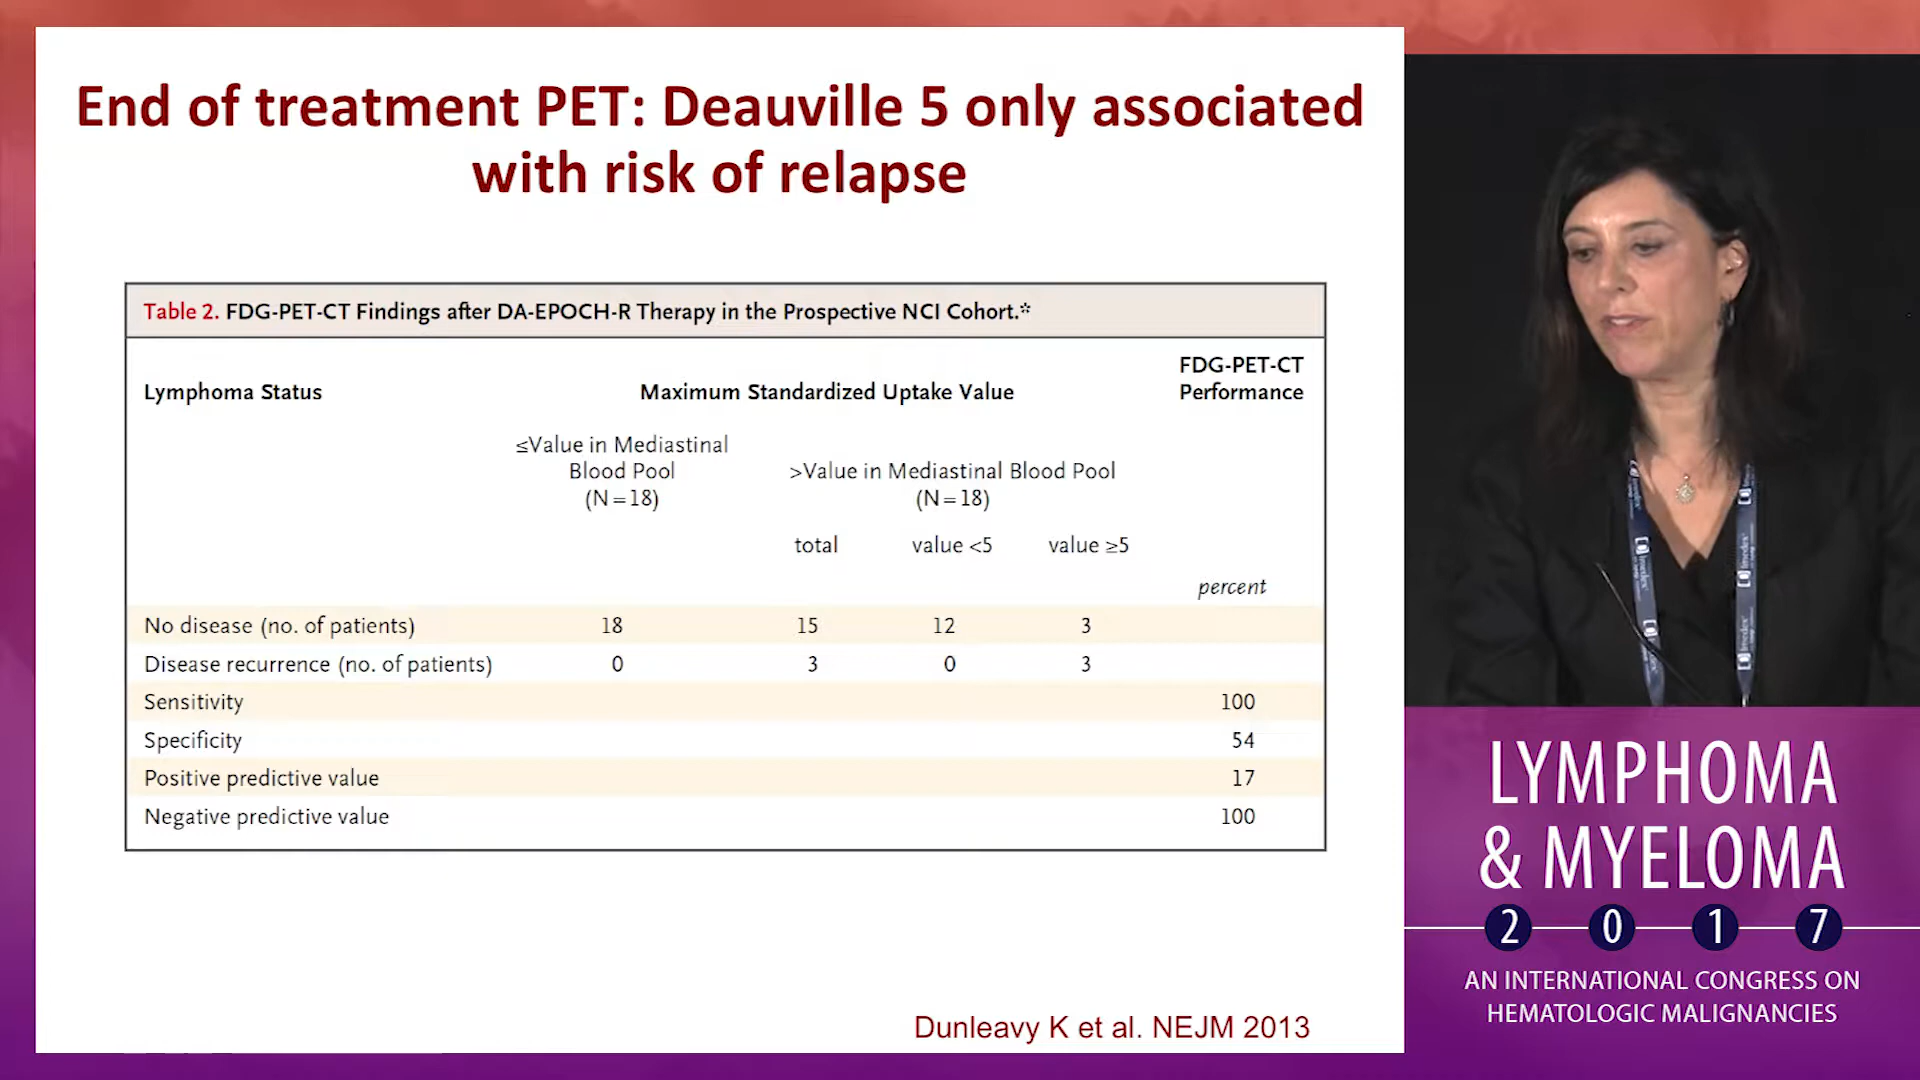 End of treatment PET: Deauville 5 only associated
with risk of relapse
Table 2. FDG-PET-CT Findings after DA-EPOCH-R Therapy in the Prospective NCI Cohort.*
Lymphoma Status
Maximum Standardized Uptake Value
FDG-PET-CT
Performance
≤Value in Mediastinal
Blood Pool
(N=18)
>Value in Mediastinal Blood Pool
(N=18)
total value <5 value ≥5
percent
No disease (no. of patients) 18 15 12 3
Disease recurrence (no. of patients) 0 3 0 3
Sensitivity 100
Specificity 54
Positive predictive value 17
Negative predictive value 100
Dunleavy K et al. NEJM 2013
imedex
imedex
imedex
imedex
LYMPHOMA
& MYELOMA
2017
AN INTERNATIONAL CONGRESS ON
HEMATOLOGIC MALIGNANCIES